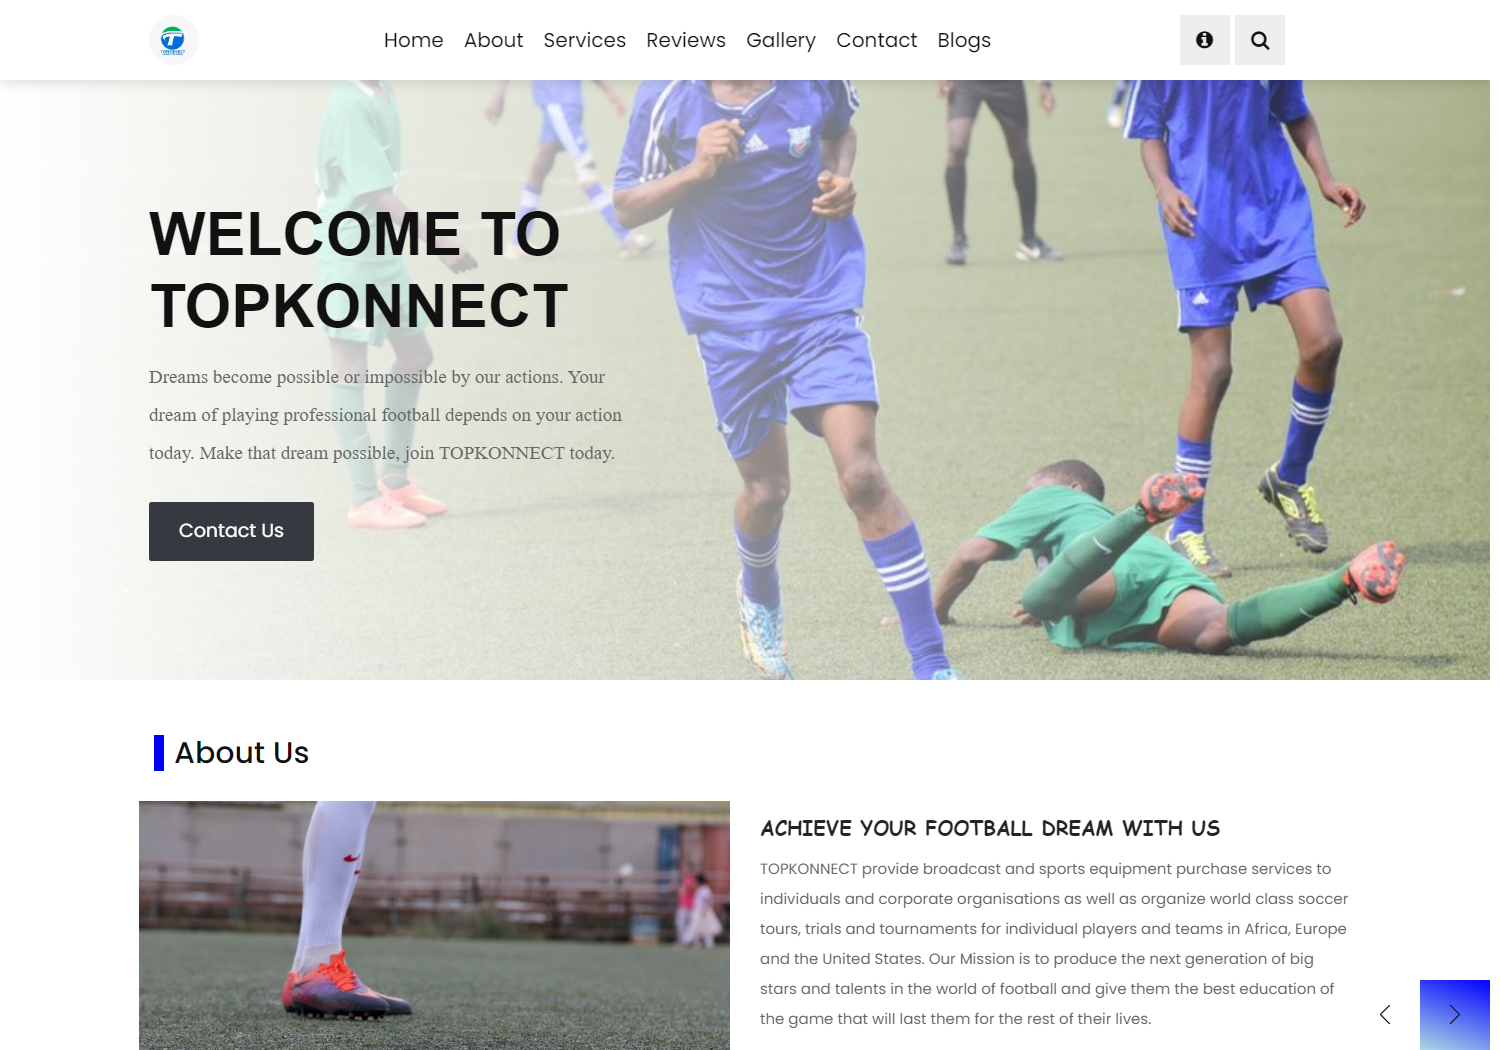 Home About Services Reviews Gallery Contact Blogs
WELCOME TO
TOPKONNECT
Dreams become possible or impossible by our actions. Your
dream of playing professional football depends on your action
today. Make that dream possible, join TOPKONNECT today.
Contact Us
About Us
ACHIEVE YOUR FOOTBALL DREAM WITH US
TOPKONNECT provide broadcast and sports equipment purchase services to
individuals and corporate organisations as well as organize world class soccer
tours, trials and tournaments for individual players and teams in Africa, Europe
and the United States. Our Mission is to produce the next generation of big
stars and talents in the world of football and give them the best education of
the game that will last them for the rest of their lives.